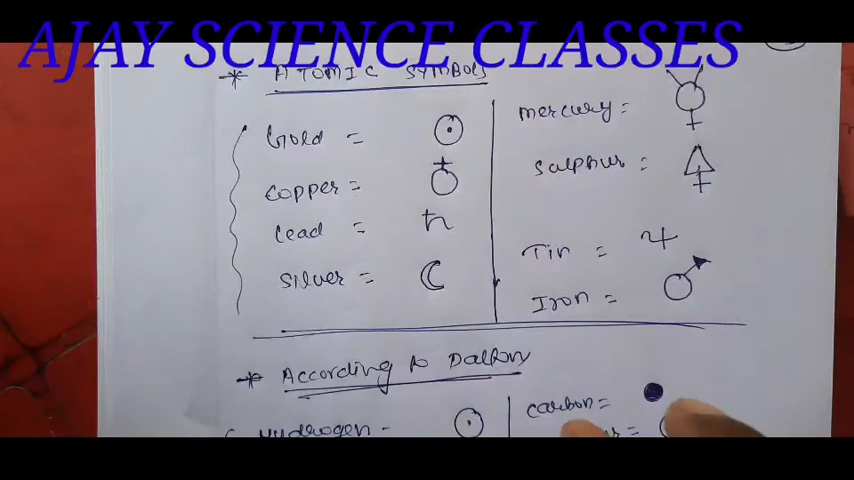 AJAY SCIENCE CLASSES
* ATOMIC SYMBOLS
Gold =
Copper =
Lead =
Silver =
Mercury =
Sulphur =
Tin =
Iron =
* According to Dalton
Hydrogen -
Carbon =